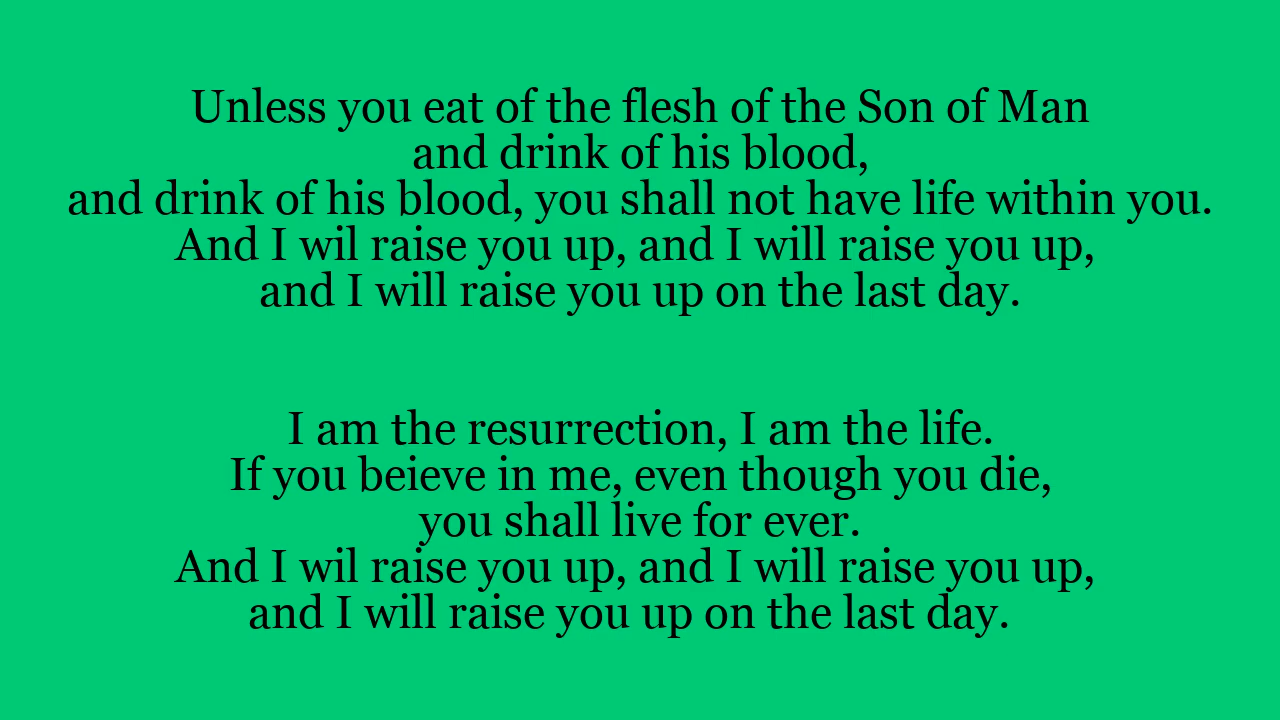 Unless you eat of the flesh of the Son of Man
and drink of his blood,
and drink of his blood, you shall not have life within you.
And I wil raise you up, and I will raise you up,
and I will raise you up on the last day.
I am the resurrection, I am the life.
If you beieve in me, even though you die,
you shall live for ever.
And I wil raise you up, and I will raise you up,
and I will raise you up on the last day.